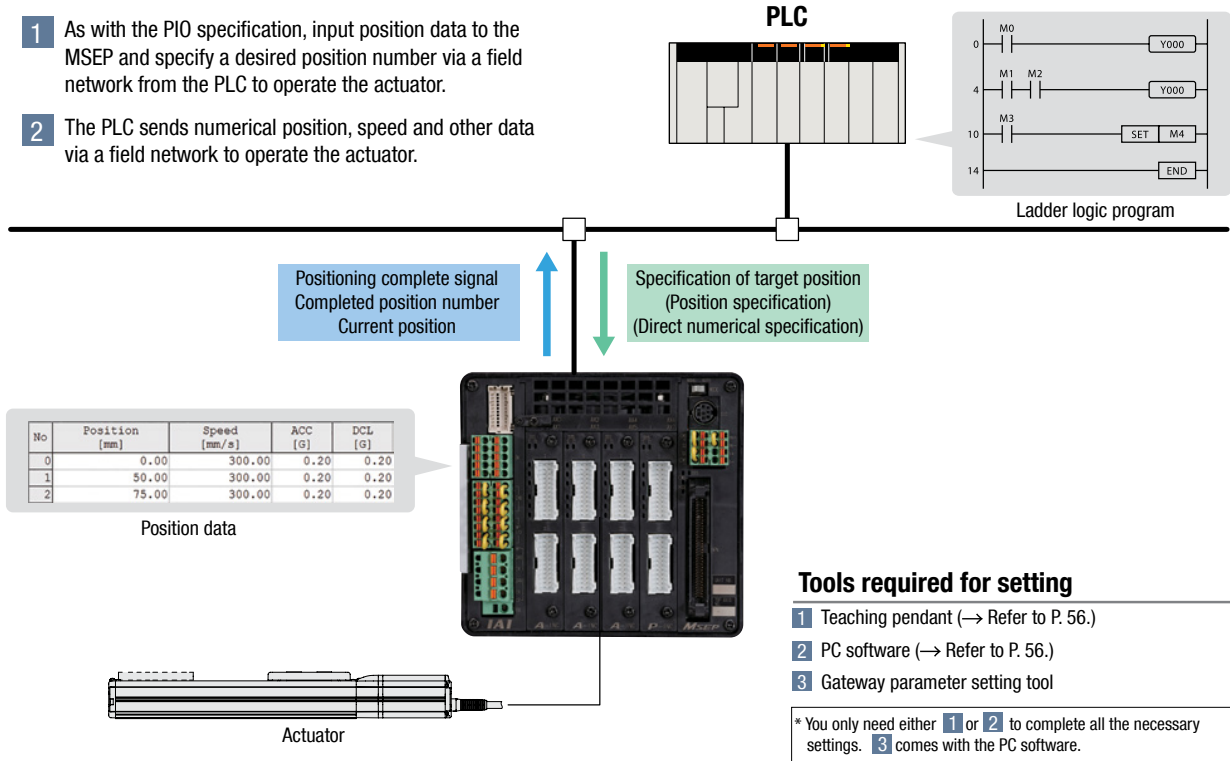 1 As with the PIO specification, input position data to the
MSEP and specify a desired position number via a field
network from the PLC to operate the actuator.
2 The PLC sends numerical position, speed and other data
via a field network to operate the actuator.
PLC
M0
0 Y000
M1 M2
4 Y000
M3
10 SET M4
14 END
Ladder logic program
Positioning complete signal
Completed position number
Current position
Specification of target position
(Position specification)
(Direct numerical specification)
No Position [mm] Speed [mm/s] ACC [G] DCL [G]
0 0.00 300.00 0.20 0.20
1 50.00 300.00 0.20 0.20
2 75.00 300.00 0.20 0.20
Position data
IAI A A A P MSEP
Actuator
Tools required for setting
1 Teaching pendant (→ Refer to P. 56.)
2 PC software (→ Refer to P. 56.)
3 Gateway parameter setting tool
* You only need either 1 or 2 to complete all the necessary
settings. 3 comes with the PC software.